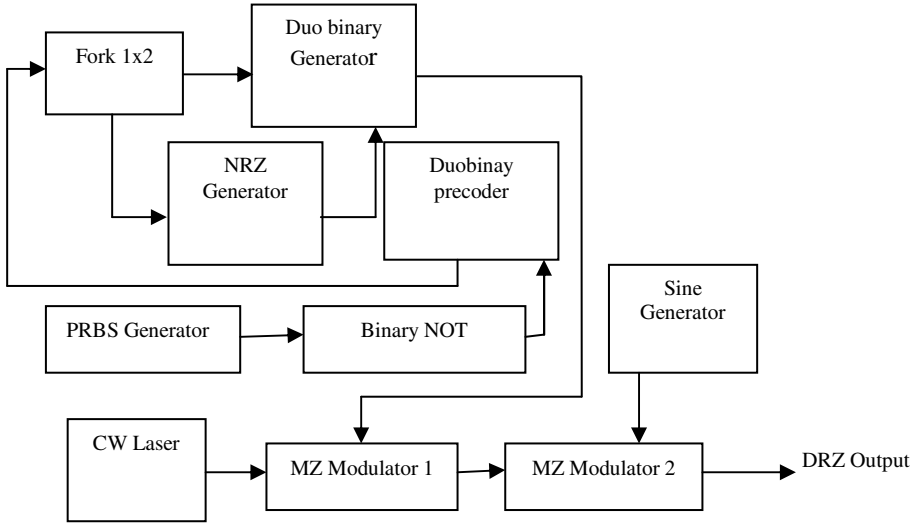 Fork 1x2
Duo binary
Generator
NRZ
Generator
Duobinay
precoder
Sine
Generator
PRBS Generator
Binary NOT
CW Laser
MZ Modulator 1
MZ Modulator 2
DRZ Output